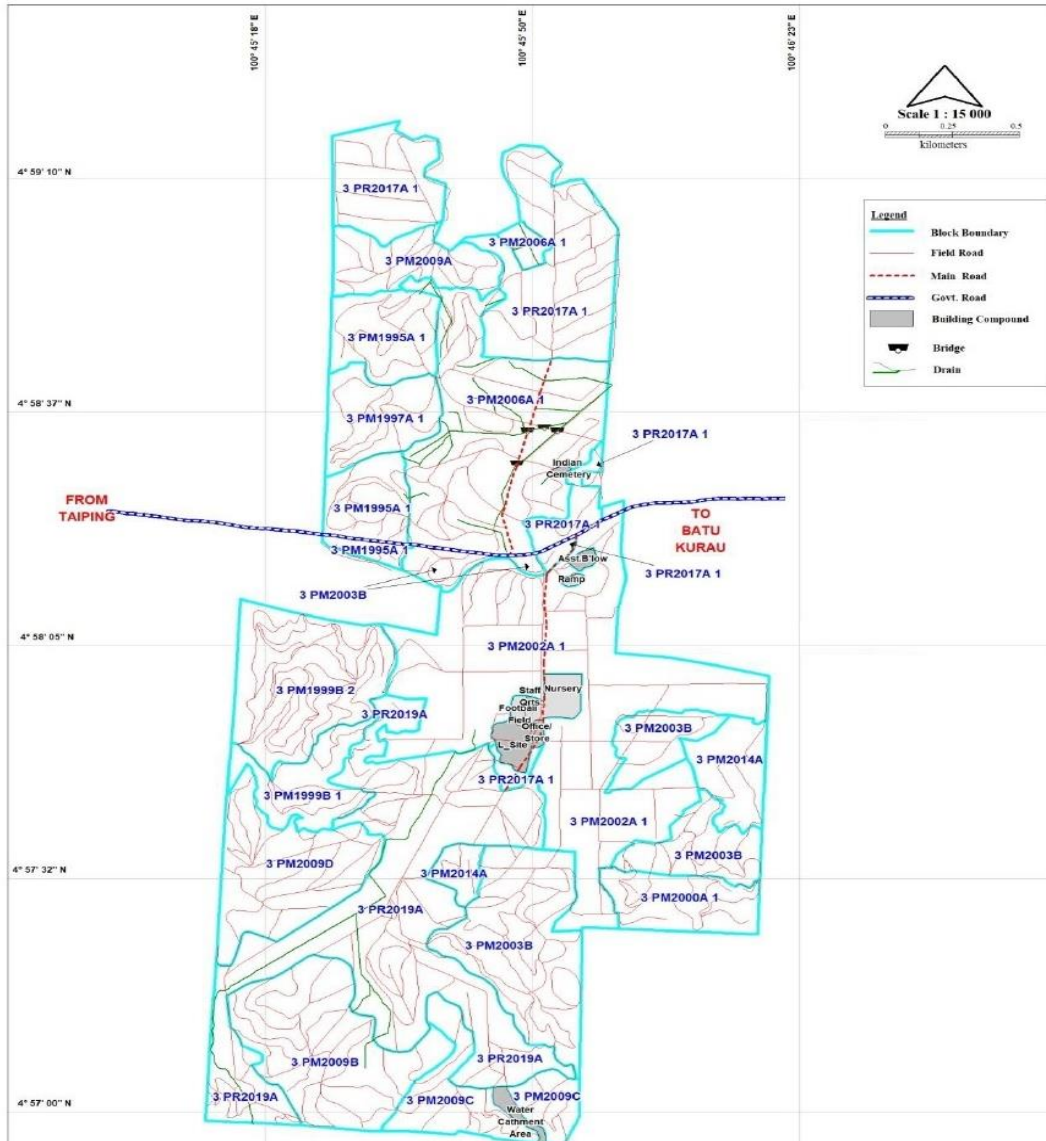 100° 45' 18" E
100° 45' 50" E
100° 46' 23" E
Scale 1 : 15 000
0 0.25 0.5
kilometers
4° 59' 10" N
3 PR2017A 1
3 PM2006A 1
3 PM2009A
3 PR2017A 1
Legend
Block Boundary
Field Road
Main Road
Govt. Road
Building Compound
Bridge
Drain
3 PM1995A 1
4° 58' 37" N
3 PM1997A 1
3 PM2006A 1
3 PR2017A 1
Indian
Cemetery
FROM
TAIPING
3 PM1995A 1
3 PR2017A 1
TO
BATU
KURAU
3 PM1995A 1
Asst.B'low
3 PR2017A 1
Ramp
3 PM2003B
4° 58' 05" N
3 PM2002A 1
3 PM1999B 2
3 PR2019A
Staff
Qrts
Nursery
Football
Field
Office/
Store
L_Site
3 PM2003B
3 PM2014A
3 PR2017A 1
3 PM1999B 1
3 PM2002A 1
3 PM2003B
4° 57' 32" N
3 PM2009D
3 PM2014A
3 PM2000A 1
3 PR2019A
3 PM2003B
3 PM2009B
3 PR2019A
4° 57' 00" N
3 PR2019A
3 PM2009C
3 PM2009C
Water
Cathment
Area